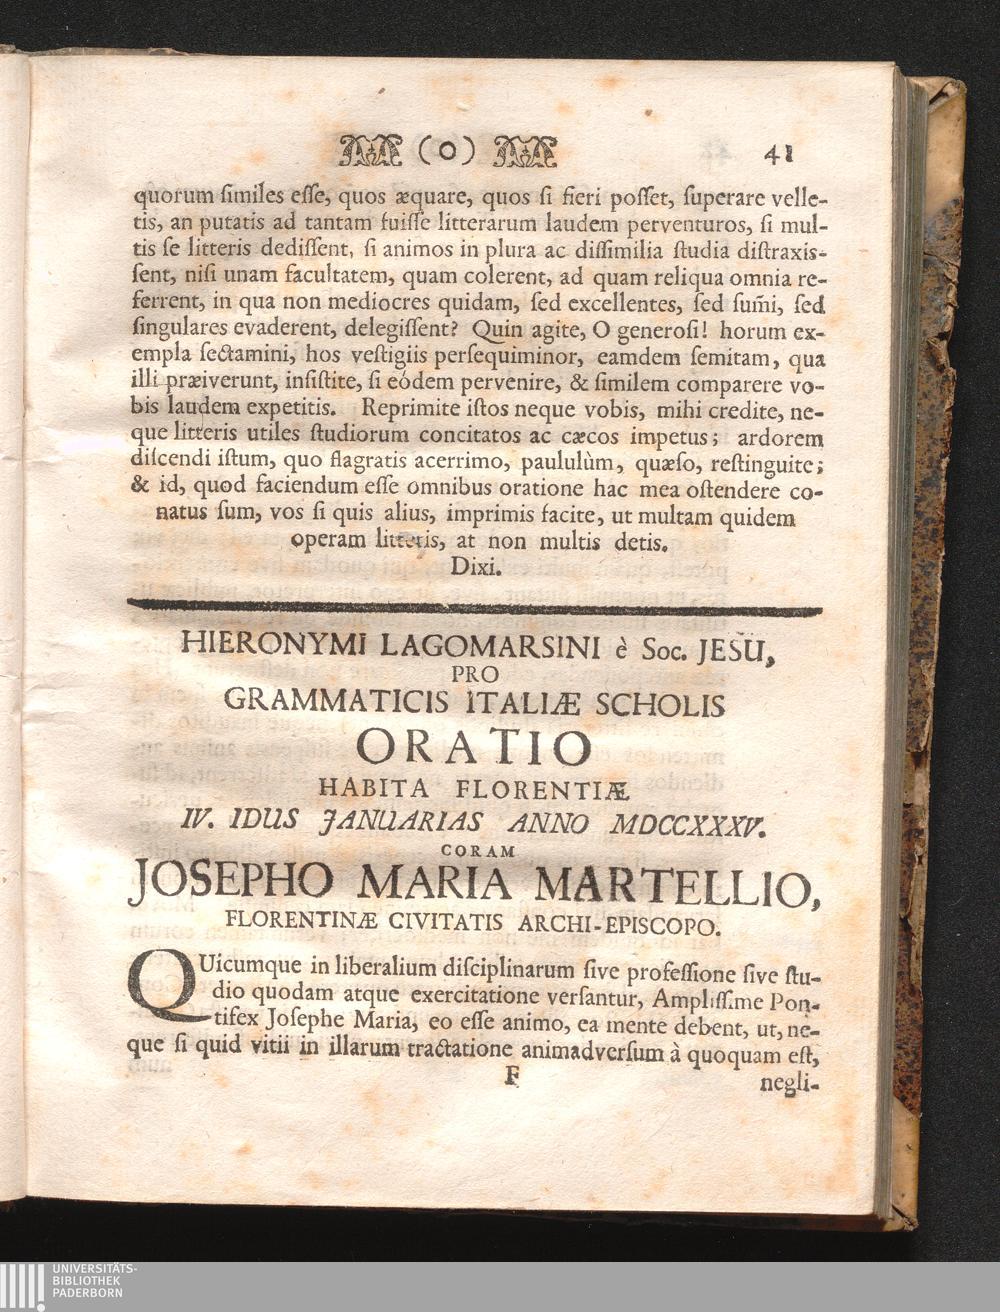 (o) 41
quorum ſimiles eſſe, quos æquare, quos ſi fieri poſſet, ſuperare velle-
tis, an putatis ad tantam fuiſſe litterarum laudem perventuros, ſi mul-
tis ſe litteris dediſſent, ſi animos in plura ac diſſimilia ſtudia diſtraxiſ-
ſent, niſi unam facultatem, quam colerent, ad quam reliqua omnia re-
ferrent, in qua non mediocres quidam, ſed excellentes, ſed sum̃i, ſed
ſingulares evaderent, delegiſſent? Quin agite, O generoſi! horum ex-
empla ſectamini, hos veſtigiis perſequiminor, eamdem ſemitam, qua
illi præiverunt, inſiſtite, ſi eódem pervenire, & ſimilem comparere vo-
bis laudem expetitis. Reprimite iſtos neque vobis, mihi credite, ne-
que litteris utiles ſtudiorum concitatos ac cæcos impetus; ardorem
diſcendi iſtum, quo flagratis acerrimo, paululùm, quæſo, reſtinguite;
& id, quod faciendum eſſe omnibus oratione hac mea oſtendere co-
natus ſum, vos ſi quis alius, imprimis facite, ut multam quidem
operam litteris, at non multis detis.
Dixi.
HIERONYMI LAGOMARSINI è Soc. JESU,
PRO
GRAMMATICIS ITALIÆ SCHOLIS
ORATIO
HABITA FLORENTIÆ
IV. IDUS JANUARIAS ANNO MDCCXXXV.
CORAM
JOSEPHO MARIA MARTELLIO,
FLORENTINÆ CIVITATIS ARCHI-EPISCOPO.
QUicumque in liberalium diſciplinarum ſive profeſſione ſive ſtu-
dio quodam atque exercitatione verſantur, Ampliſſime Pon-
tifex Joſephe Maria, eo eſſe animo, ea mente debent, ut, ne-
que ſi quid vitii in illarum tractatione animadverſum à quoquam eſt,
F negli-
UNIVERSITÄTS-
BIBLIOTHEK
PADERBORN